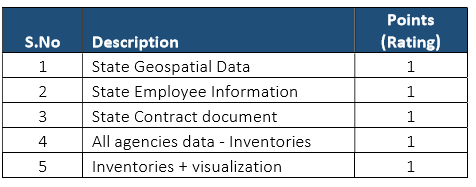 S.No Description Points (Rating)
1 State Geospatial Data 1
2 State Employee Information 1
3 State Contract document 1
4 All agencies data - Inventories 1
5 Inventories + visualization 1